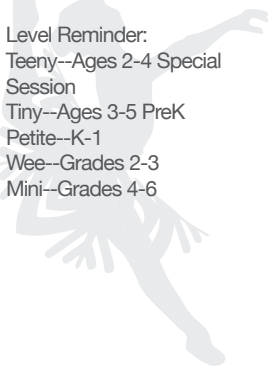 Level Reminder:
Teeny--Ages 2-4 Special
Session
Tiny--Ages 3-5 PreK
Petite--K-1
Wee--Grades 2-3
Mini--Grades 4-6